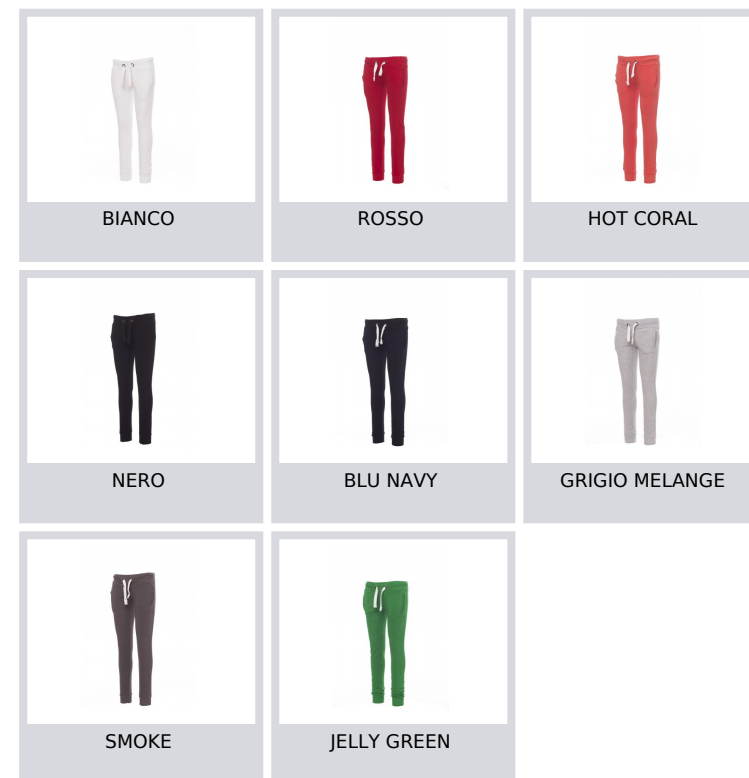 BIANCO
ROSSO
HOT CORAL
NERO
BLU NAVY
GRIGIO MELANGE
SMOKE
JELLY GREEN